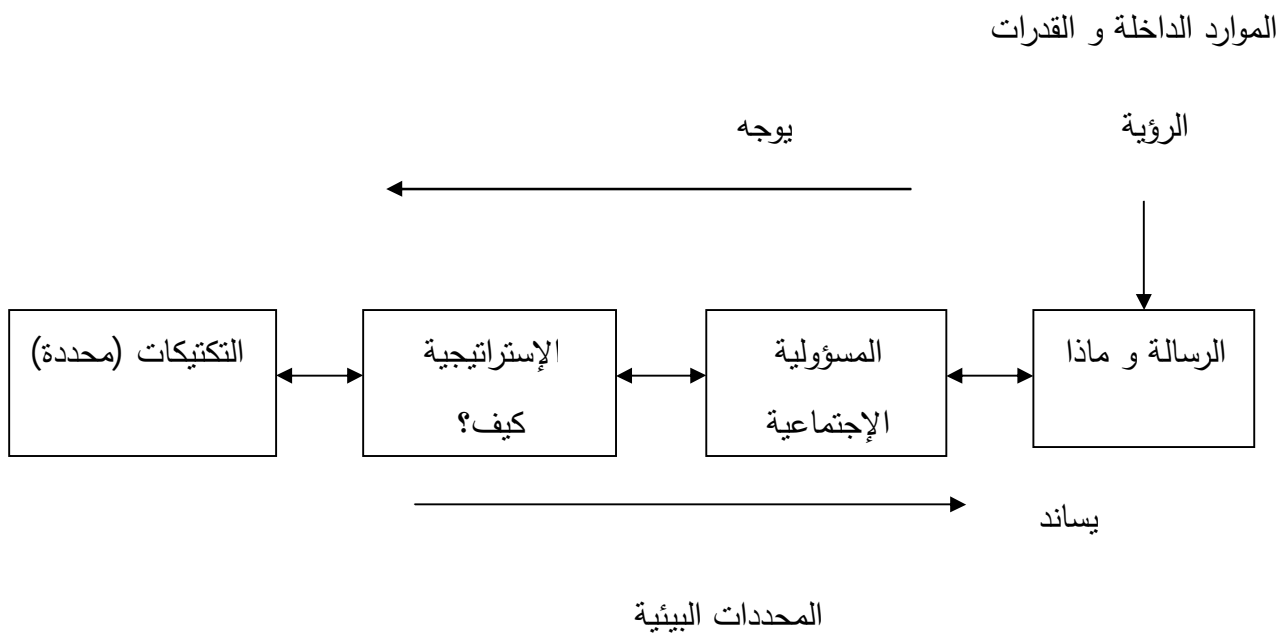 الموارد الداخلة و القدرات
الرؤية
يوجه
الرسالة و ماذا
المسؤولية
الإجتماعية
الإستراتيجية
كيف؟
التكتيكات (محددة)
يساند
المحددات البيئية